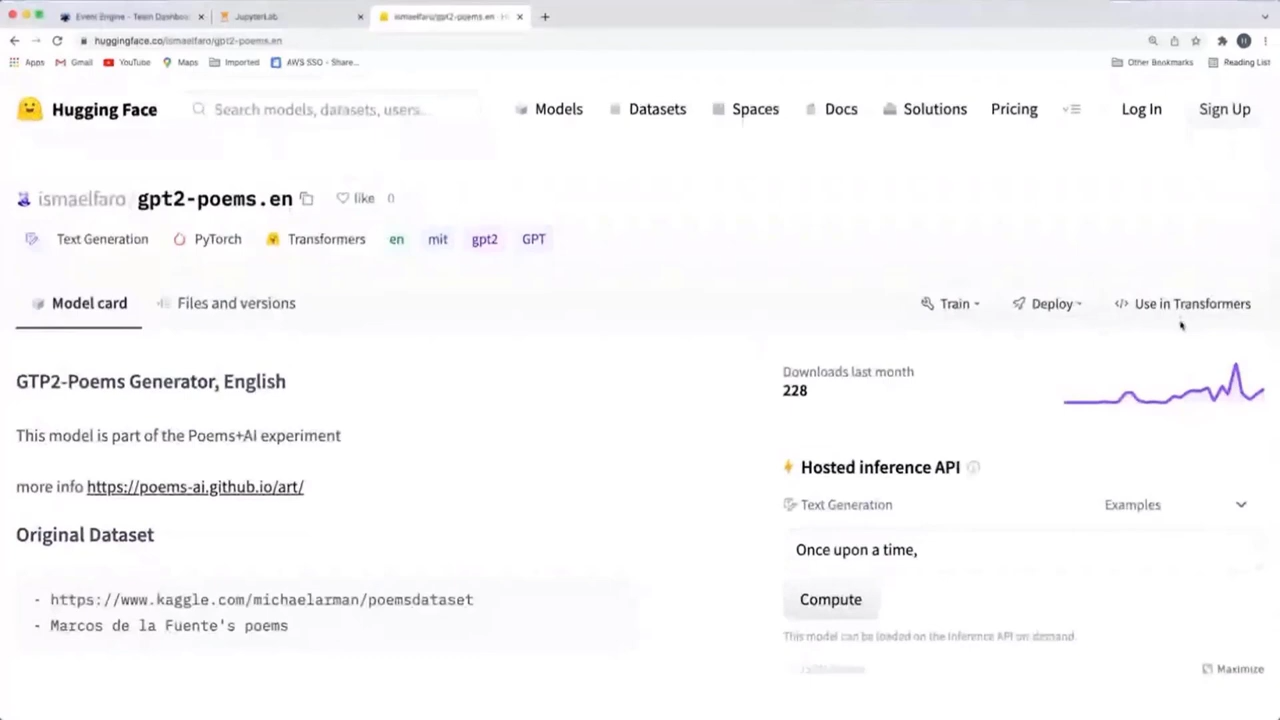 Event Engine - Team Dashboa JupyterLab ismaelfaro/gpt2-poems.en
huggingface.co/ismaelfaro/gpt2-poems.en
Apps Gmail YouTube Maps Imported AWS SSO - Share... Other Bookmarks Reading List
Hugging Face Search models, datasets, users... Models Datasets Spaces Docs Solutions Pricing Log In Sign Up
ismaelfaro/ gpt2-poems.en like 0
Text Generation PyTorch Transformers en mit gpt2 GPT
Model card Files and versions Train Deploy Use in Transformers
GTP2-Poems Generator, English
Downloads last month
228
This model is part of the Poems+AI experiment
Hosted inference API
more info https://poems-ai.github.io/art/
Text Generation Examples
Original Dataset
Once upon a time,
- https://www.kaggle.com/michaelarman/poemsdataset
Compute
- Marcos de la Fuente's poems
This model can be loaded on the Inference API on demand.
Maximize